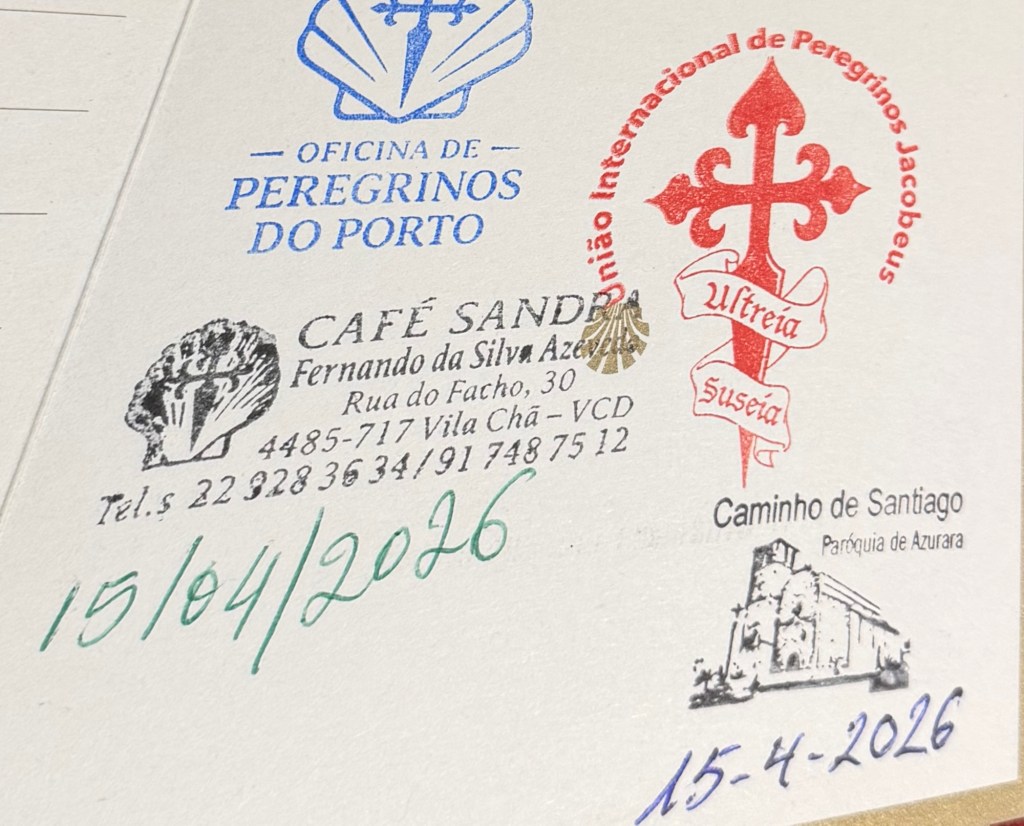 OFICINA DE
PEREGRINOS
DO PORTO
União Internacional de Peregrinos Jacobeus
Ultreia
Suseia
CAFÉ SANDRA
Fernando da Silva Azevedo
Rua do Facho, 30
4485-717 Vila Chã – VCD
Tel.s 22 928 36 34 / 91 748 75 12
15/04/2026
Caminho de Santiago
Paróquia de Azurara
15-4-2026